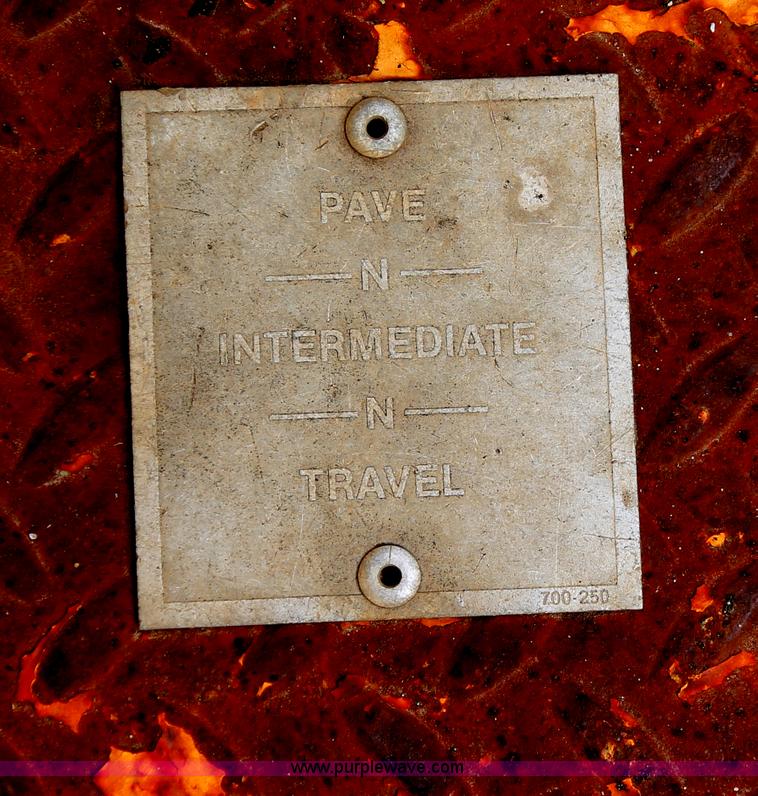 PAVE
N
INTERMEDIATE
N
TRAVEL
700-250
www.purplewave.com